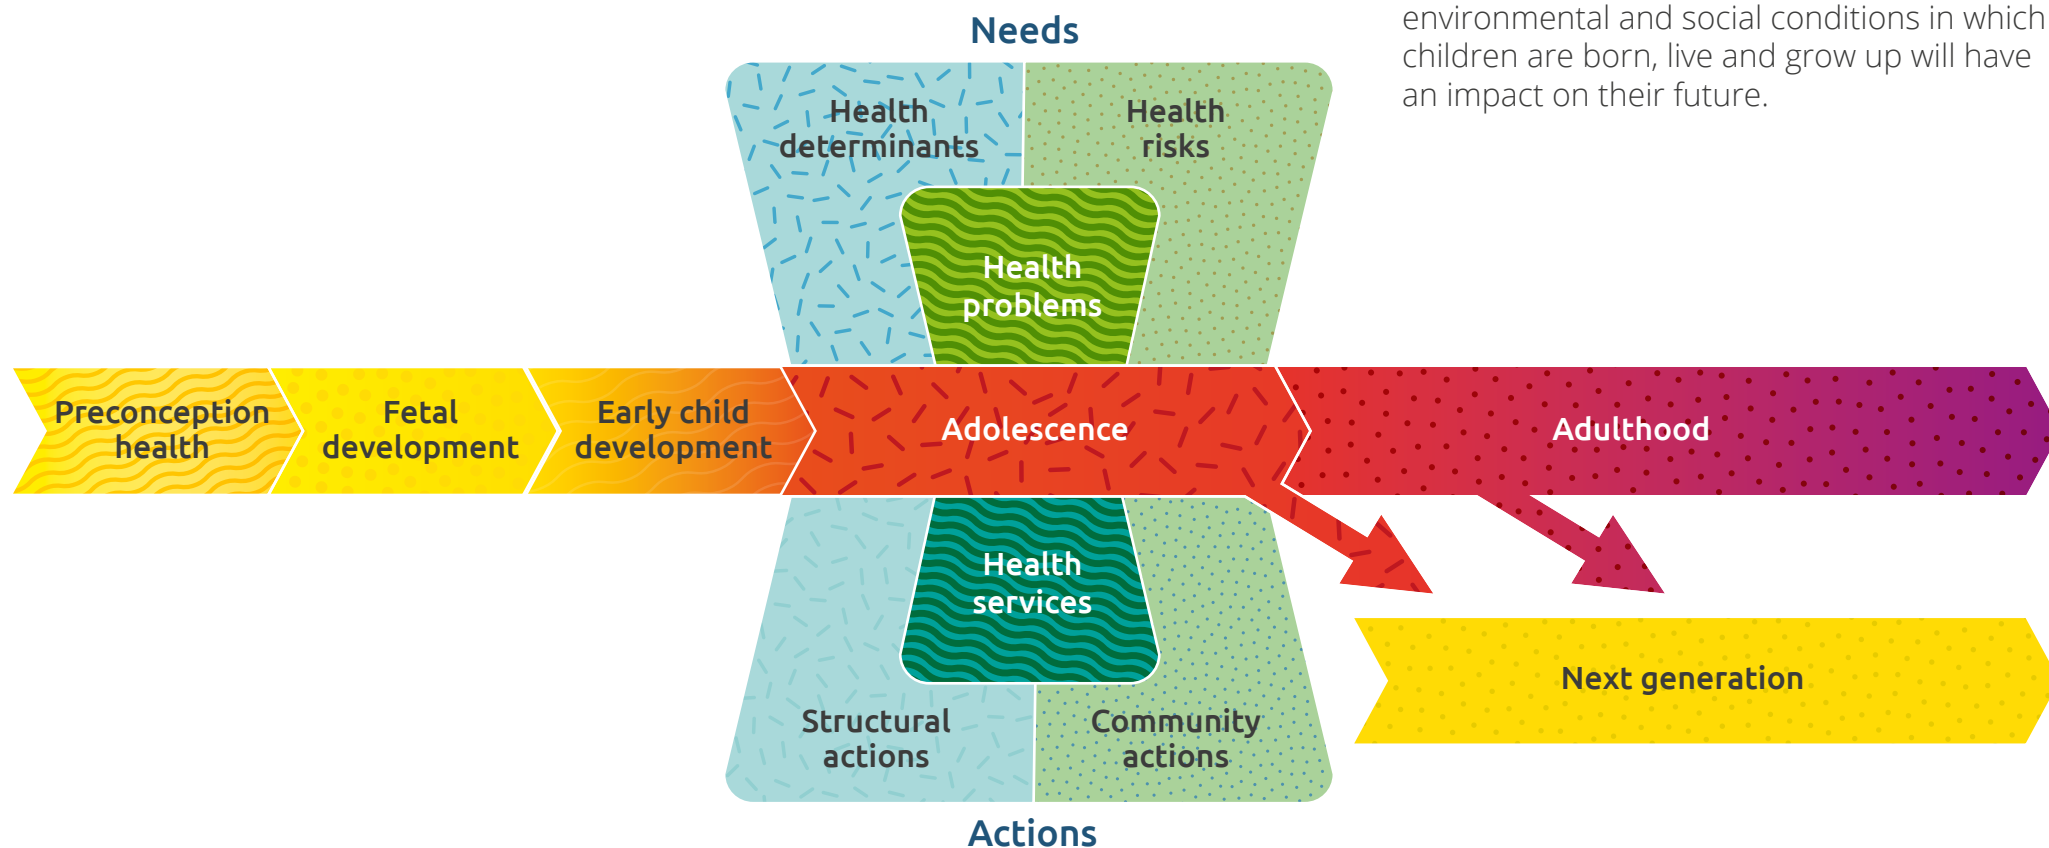 environmental and social conditions in which
children are born, live and grow up will have
an impact on their future.
Needs
Health
determinants
Health
risks
Health
problems
Preconception
health
Fetal
development
Early child
development
Adolescence
Adulthood
Health
services
Structural
actions
Community
actions
Next generation
Actions